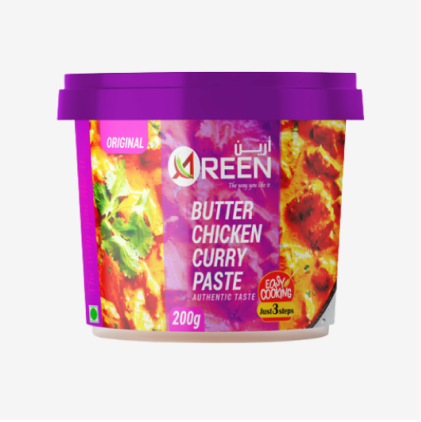 ORIGINAL
آرين
AREEN
The way you like it
BUTTER
CHICKEN
CURRY
PASTE
AUTHENTIC TASTE
EASY
COOKING
Just 3 steps
200g